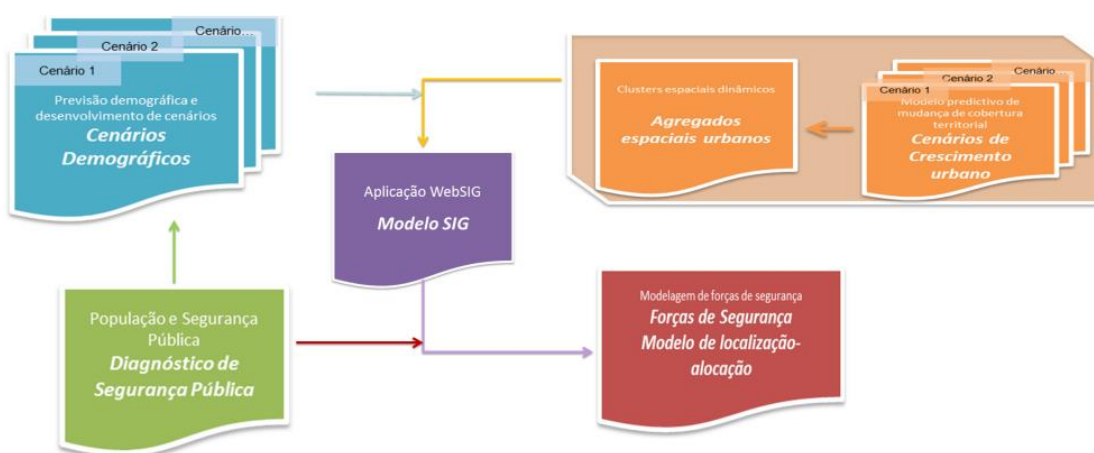 Cenário...
Cenário 2
Cenário 1
Previsão demográfica e
desenvolvimento de cenários
Cenários
Demográficos
Clusters espaciais dinâmicos
Agregados
espaciais urbanos
Cenário...
Cenário 2
Cenário 1
Modelo predictivo de
mudança de cobertura
territorial
Cenários de
Crescimento
urbano
Aplicação WebSIG
Modelo SIG
População e Segurança
Pública
Diagnóstico de
Segurança Pública
Modelagem de forças de segurança
Forças de Segurança
Modelo de localização-
alocação